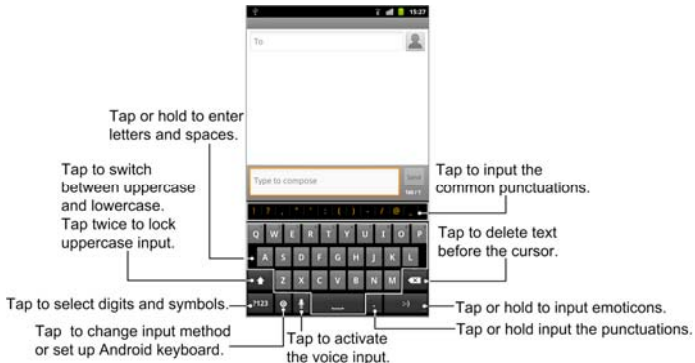 15:27
To
Tap or hold to enter
letters and spaces.
Tap to switch
between uppercase
and lowercase.
Tap twice to lock
uppercase input.
Type to compose
Send
160 / 1
Tap to input the
common punctuations.
! ? , " ' : ( ) - / @ _
Q W E R T Y U I O P
Tap to delete text
before the cursor.
A S D F G H J K L
Z X C V B N M
Tap to select digits and symbols.
?123 . :-)
Tap or hold to input emoticons.
Tap or hold input the punctuations.
Tap to change input method
or set up Android keyboard.
Tap to activate
the voice input.